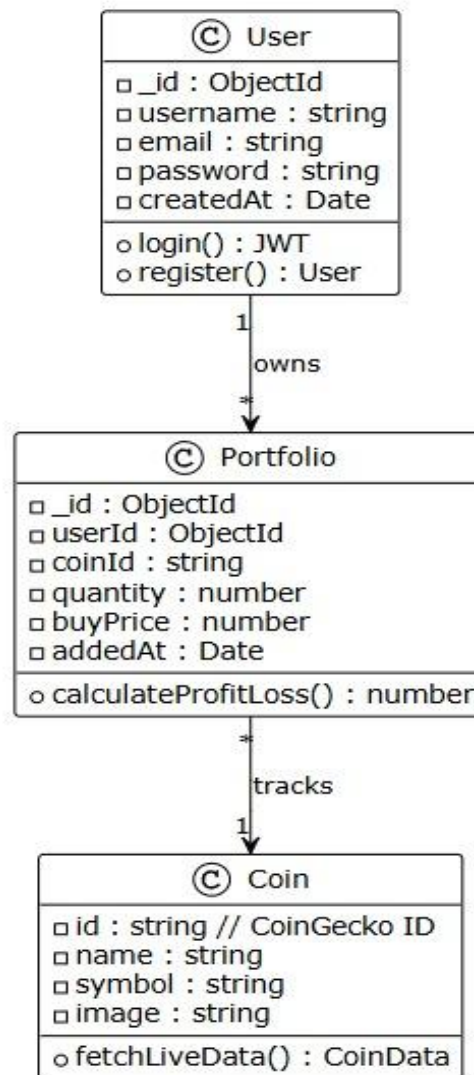 C User
_id : ObjectId
username : string
email : string
password : string
createdAt : Date
login() : JWT
register() : User
1
owns
*
C Portfolio
_id : ObjectId
userId : ObjectId
coinId : string
quantity : number
buyPrice : number
addedAt : Date
calculateProfitLoss() : number
*
tracks
1
C Coin
id : string // CoinGecko ID
name : string
symbol : string
image : string
fetchLiveData() : CoinData